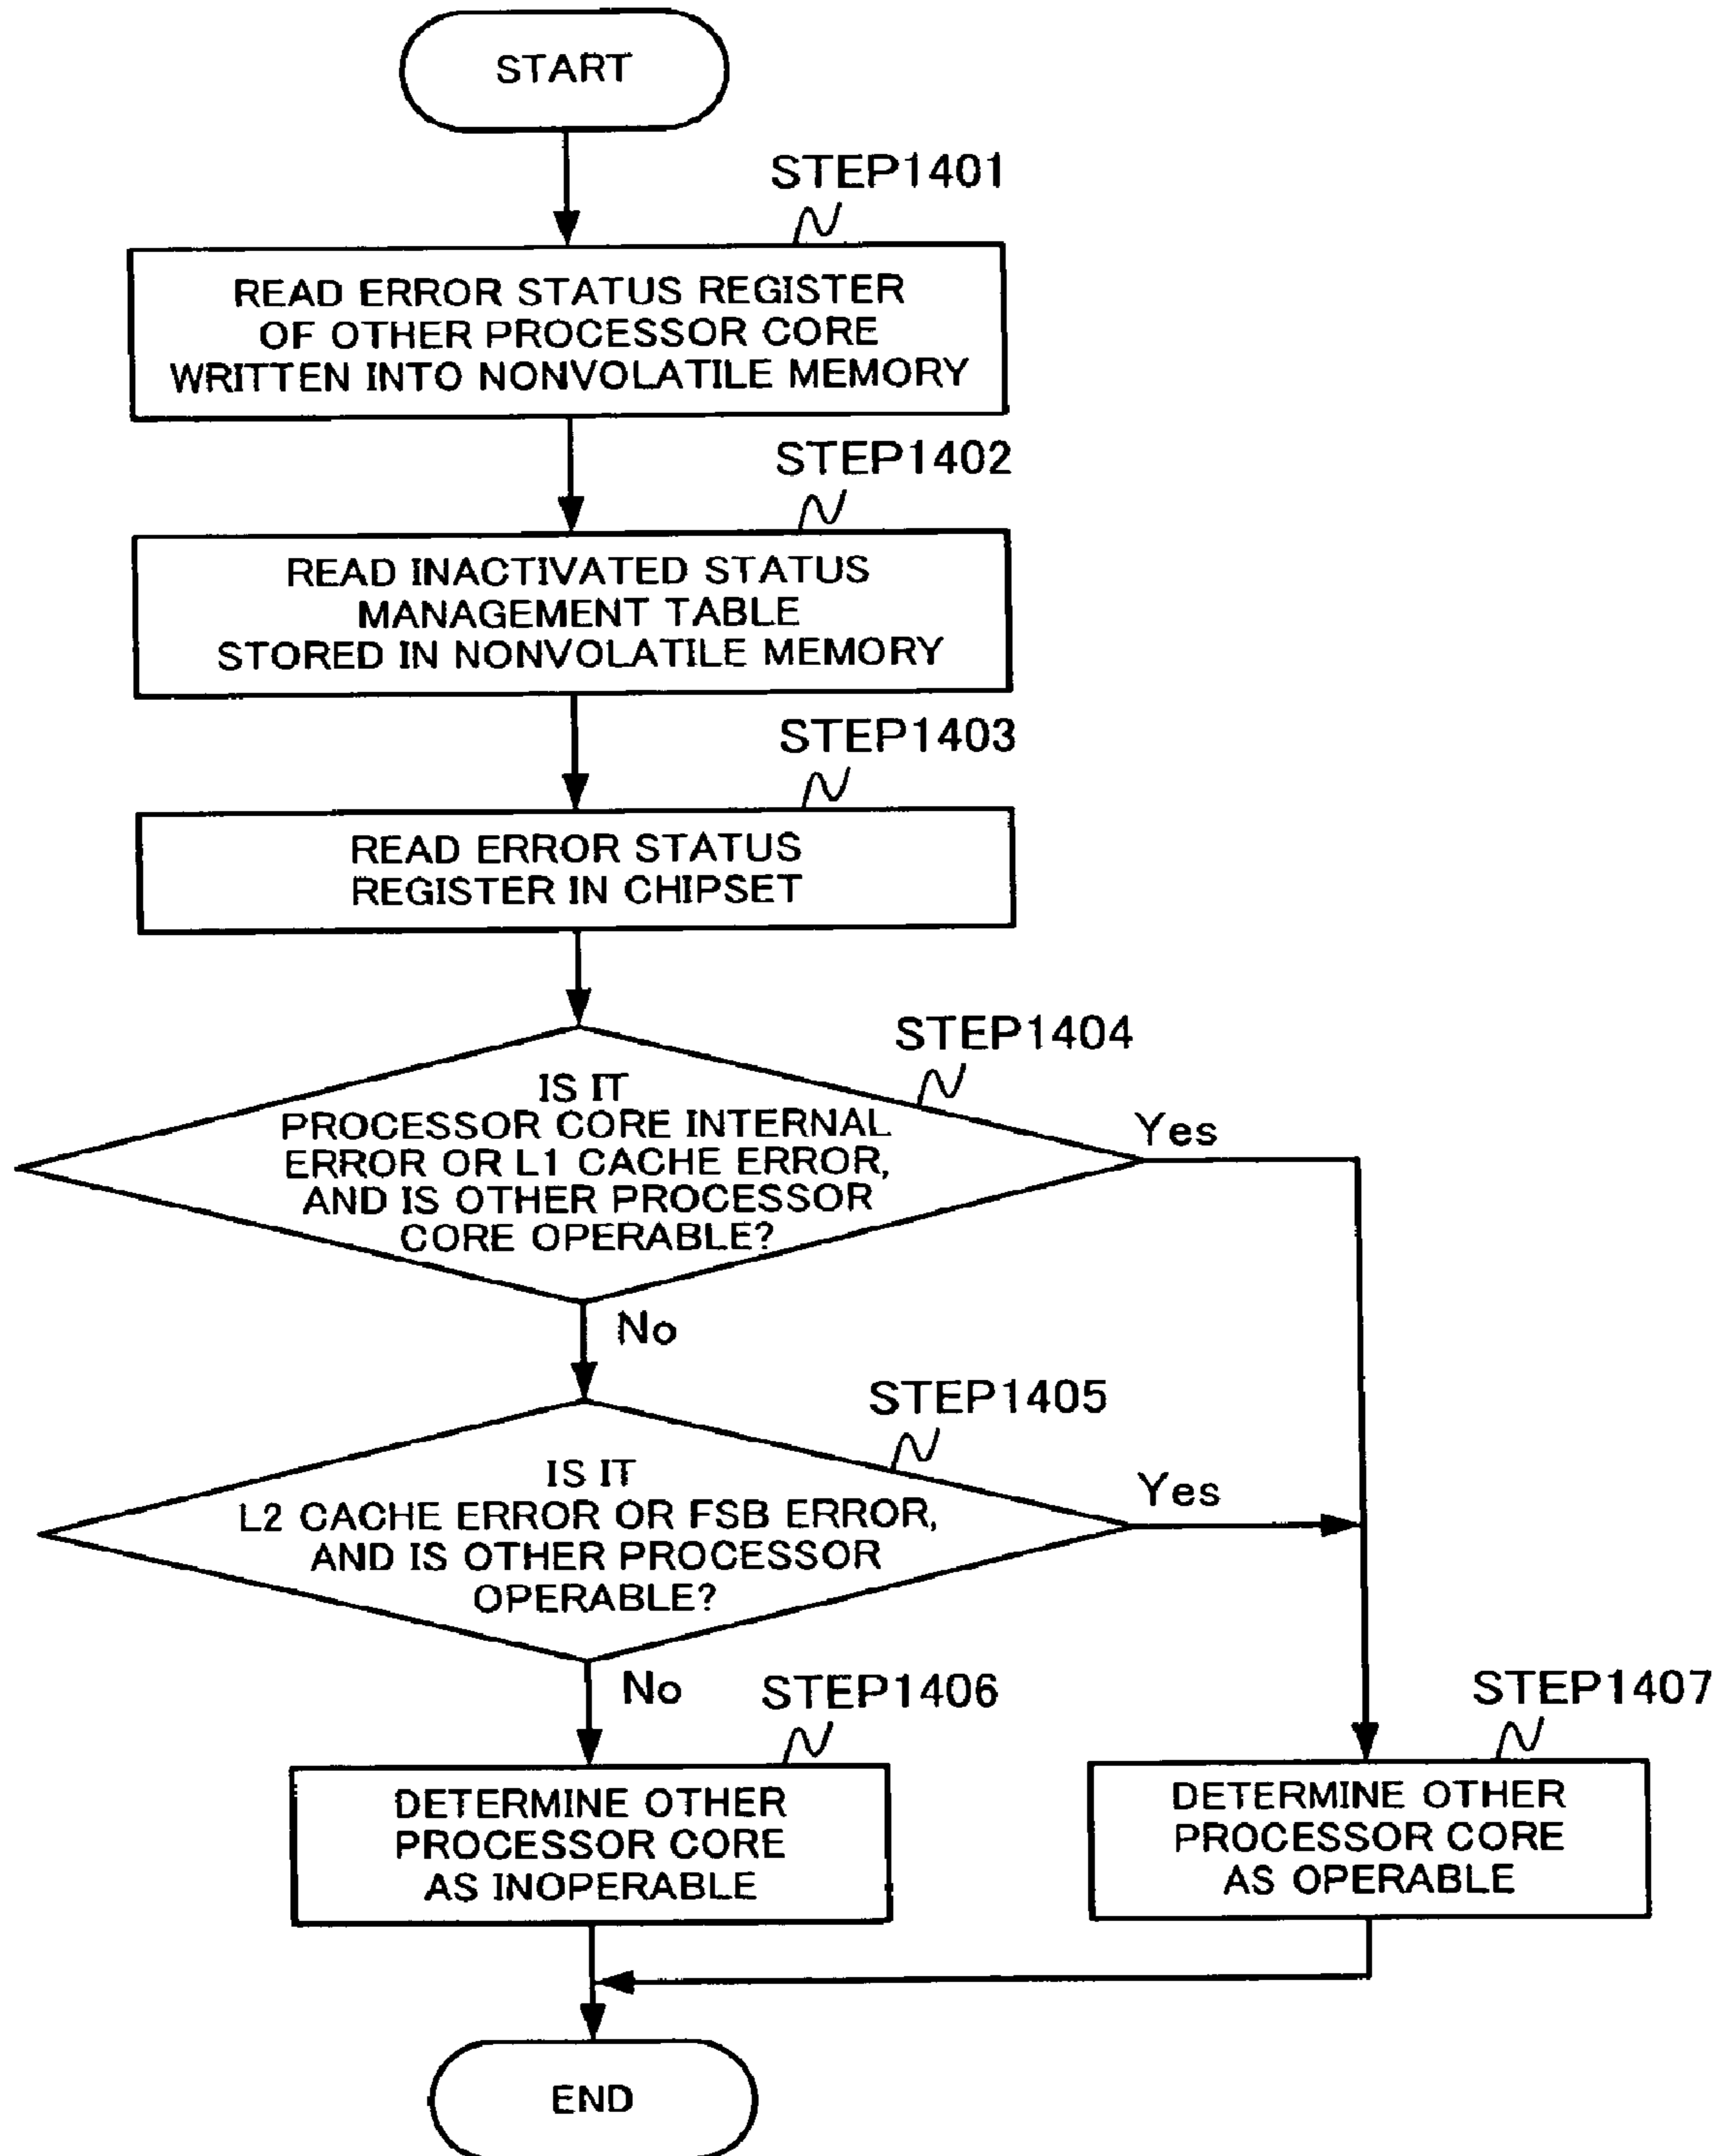 START
STEP1401
READ ERROR STATUS REGISTER
OF OTHER PROCESSOR CORE
WRITTEN INTO NONVOLATILE MEMORY
STEP1402
READ INACTIVATED STATUS
MANAGEMENT TABLE
STORED IN NONVOLATILE MEMORY
STEP1403
READ ERROR STATUS
REGISTER IN CHIPSET
STEP1404
IS IT
PROCESSOR CORE INTERNAL
ERROR OR L1 CACHE ERROR,
AND IS OTHER PROCESSOR
CORE OPERABLE?
Yes
No
STEP1405
IS IT
L2 CACHE ERROR OR FSB ERROR,
AND IS OTHER PROCESSOR
OPERABLE?
Yes
No
STEP1406
DETERMINE OTHER
PROCESSOR CORE
AS INOPERABLE
STEP1407
DETERMINE OTHER
PROCESSOR CORE
AS OPERABLE
END